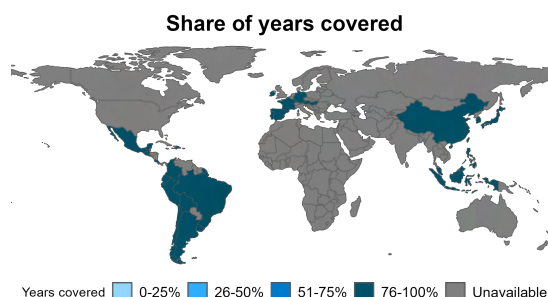 Share of years covered
Years covered 0-25% 26-50% 51-75% 76-100% Unavailable